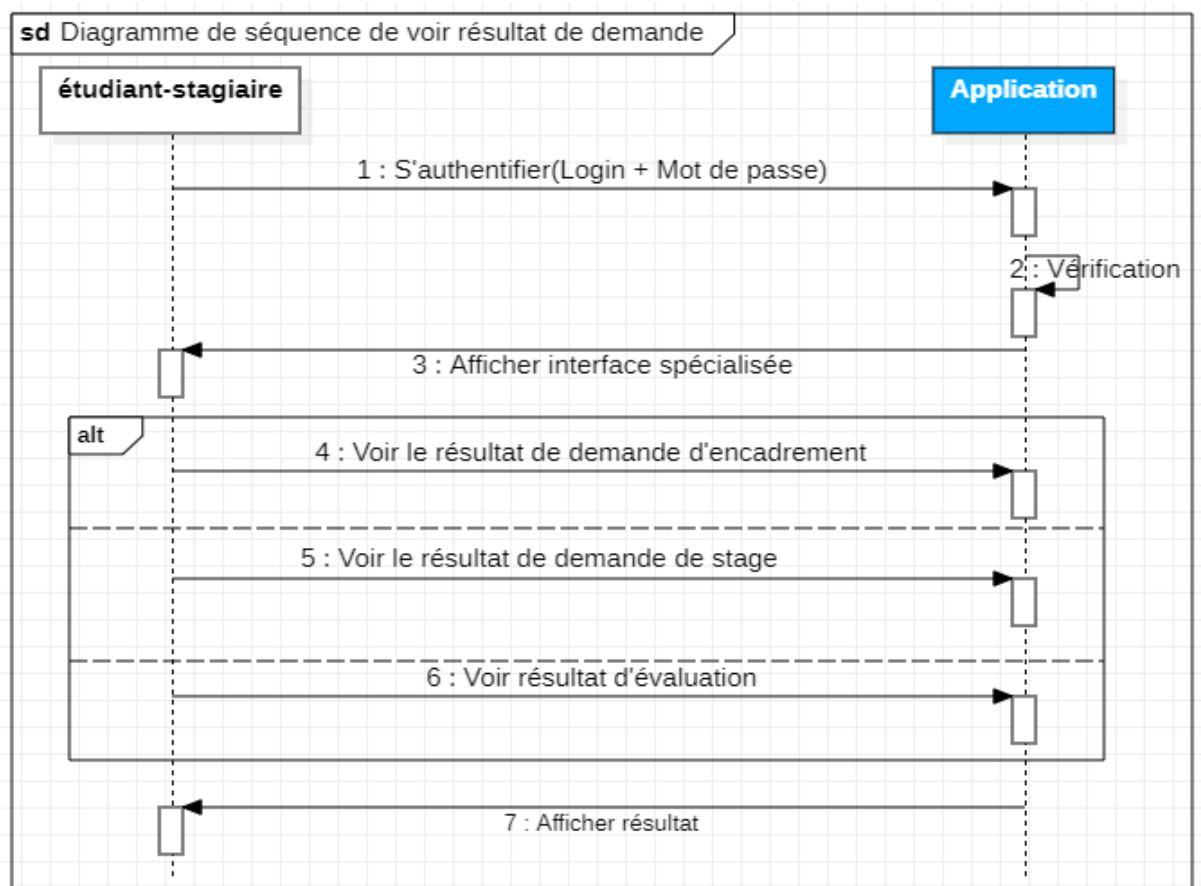 sd Diagramme de séquence de voir résultat de demande
étudiant-stagiaire
Application
1 : S'authentifier(Login + Mot de passe)
2 : Vérification
3 : Afficher interface spécialisée
alt
4 : Voir le résultat de demande d'encadrement
5 : Voir le résultat de demande de stage
6 : Voir résultat d'évaluation
7 : Afficher résultat